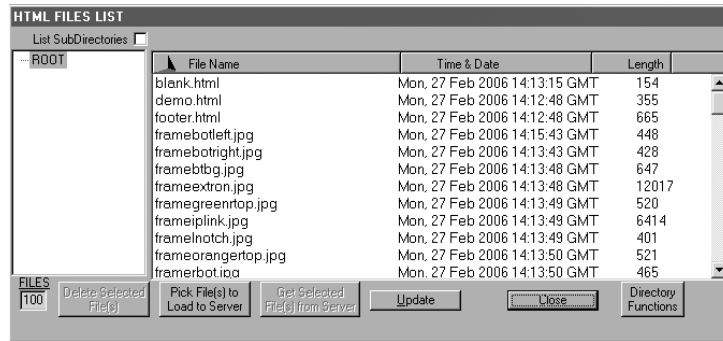 HTML FILES LIST
List SubDirectories
ROOT
File Name Time & Date Length
blank.html Mon, 27 Feb 2006 14:13:15 GMT 154
demo.html Mon, 27 Feb 2006 14:12:48 GMT 355
footer.html Mon, 27 Feb 2006 14:12:48 GMT 665
framebotleft.jpg Mon, 27 Feb 2006 14:15:43 GMT 448
framebotright.jpg Mon, 27 Feb 2006 14:13:43 GMT 428
framebtbg.jpg Mon, 27 Feb 2006 14:13:48 GMT 647
frameextron.jpg Mon, 27 Feb 2006 14:13:48 GMT 12017
framegreenrtop.jpg Mon, 27 Feb 2006 14:13:49 GMT 520
frameiplink.jpg Mon, 27 Feb 2006 14:13:49 GMT 6414
framelnotch.jpg Mon, 27 Feb 2006 14:13:49 GMT 401
frameorangertop.jpg Mon, 27 Feb 2006 14:13:50 GMT 521
framerbot.jpg Mon, 27 Feb 2006 14:13:50 GMT 465
FILES
100
Delete Selected
File(s)
Pick File(s) to
Load to Server
Get Selected
File(s) from Server
Update
Close
Directory
Functions